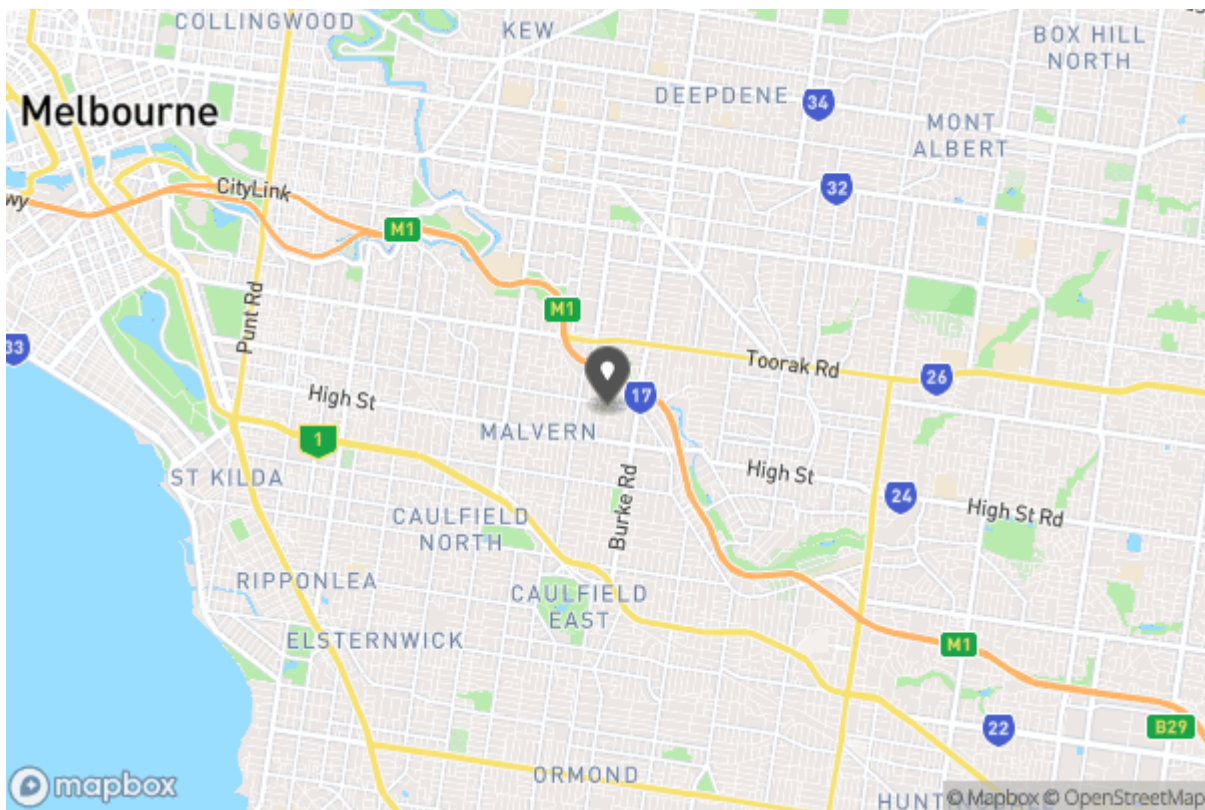 COLLINGWOOD
KEW
BOX HILL
NORTH
DEEPDENE
34
Melbourne
MONT
ALBERT
CityLink
32
wy
M1
M1
Punt Rd
33
Toorak Rd
26
17
High St
MALVERN
1
High St
ST KILDA
24
Burke Rd
High St Rd
CAULFIELD
NORTH
RIPPONLEA
CAULFIELD
EAST
ELSTERNWICK
M1
22
B29
ORMOND
mapbox
HUNT
© Mapbox © OpenStreetMap